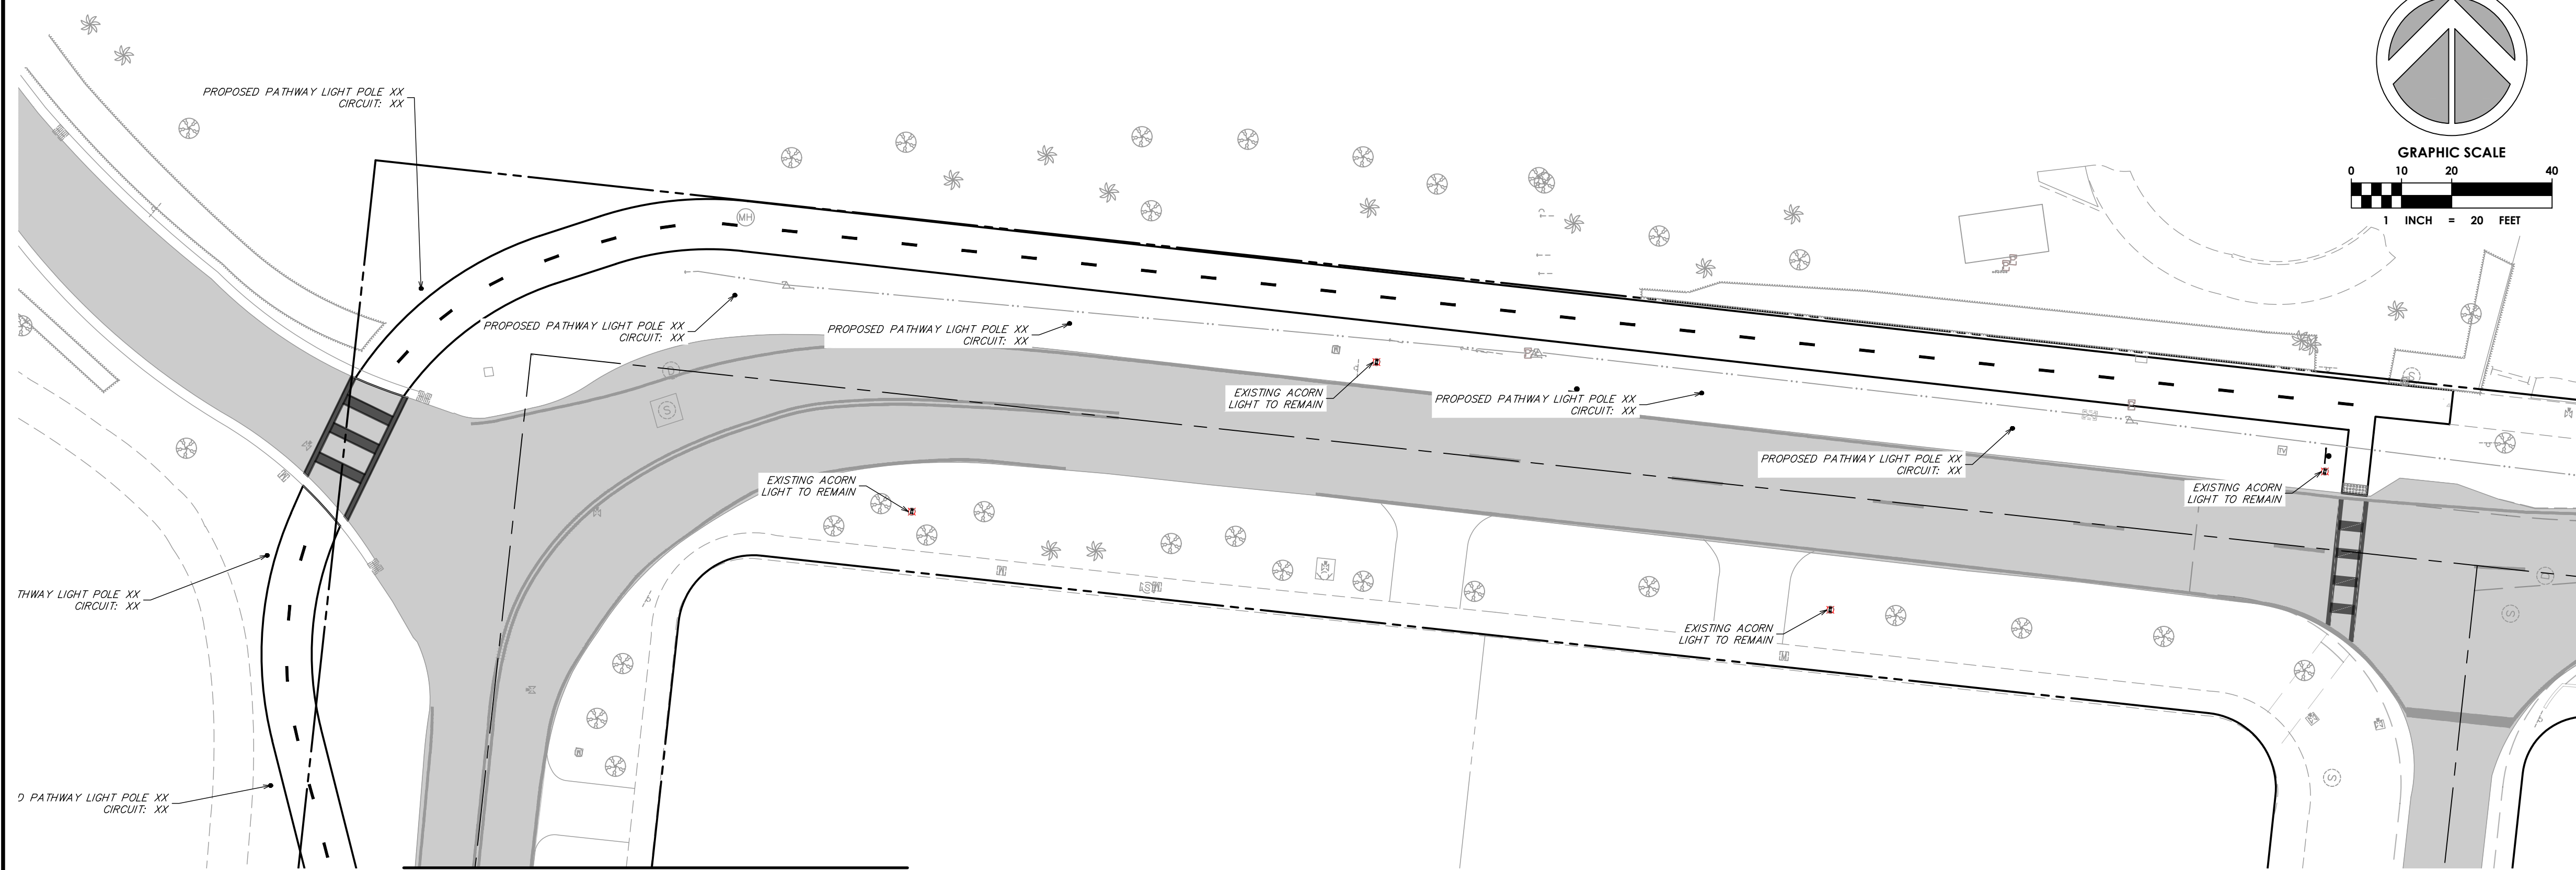 GRAPHIC SCALE
0 10 20 40
1 INCH = 20 FEET
PROPOSED PATHWAY LIGHT POLE XX
CIRCUIT: XX
MH
PROPOSED PATHWAY LIGHT POLE XX
CIRCUIT: XX
PROPOSED PATHWAY LIGHT POLE XX
CIRCUIT: XX
EXISTING ACORN
LIGHT TO REMAIN
PROPOSED PATHWAY LIGHT POLE XX
CIRCUIT: XX
PROPOSED PATHWAY LIGHT POLE XX
CIRCUIT: XX
TV
EXISTING ACORN
LIGHT TO REMAIN
EXISTING ACORN
LIGHT TO REMAIN
S
D
S
THWAY LIGHT POLE XX
CIRCUIT: XX
EXISTING ACORN
LIGHT TO REMAIN
S
S
PATHWAY LIGHT POLE XX
CIRCUIT: XX